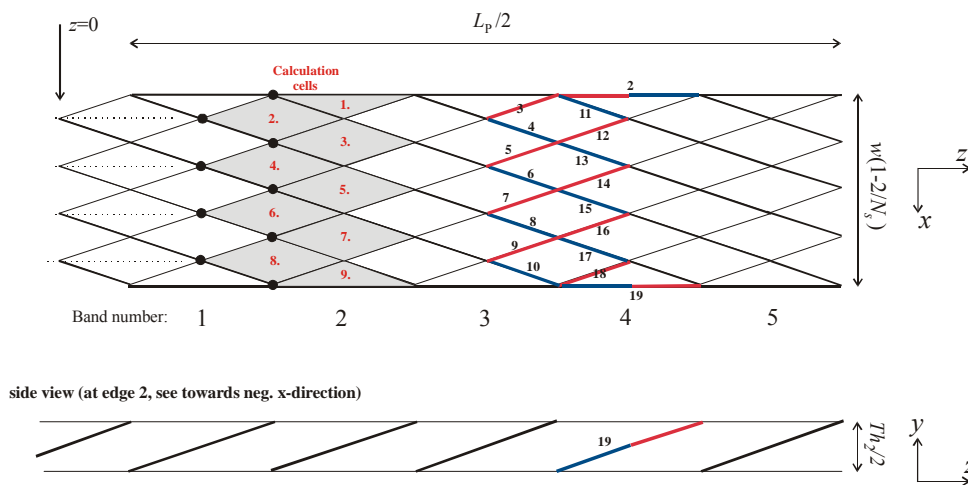 z=0
L_P/2
Calculation
cells
2
1.
2.
3
11
4
12
3.
5
13
4.
6
14
5.
7
15
6.
8
16
7.
9
17
8.
9.
10
18
19
w(1-2/N_s)
z
x
Band number: 1 2 3 4 5
side view (at edge 2, see towards neg. x-direction)
19
Th_2/2
y
z